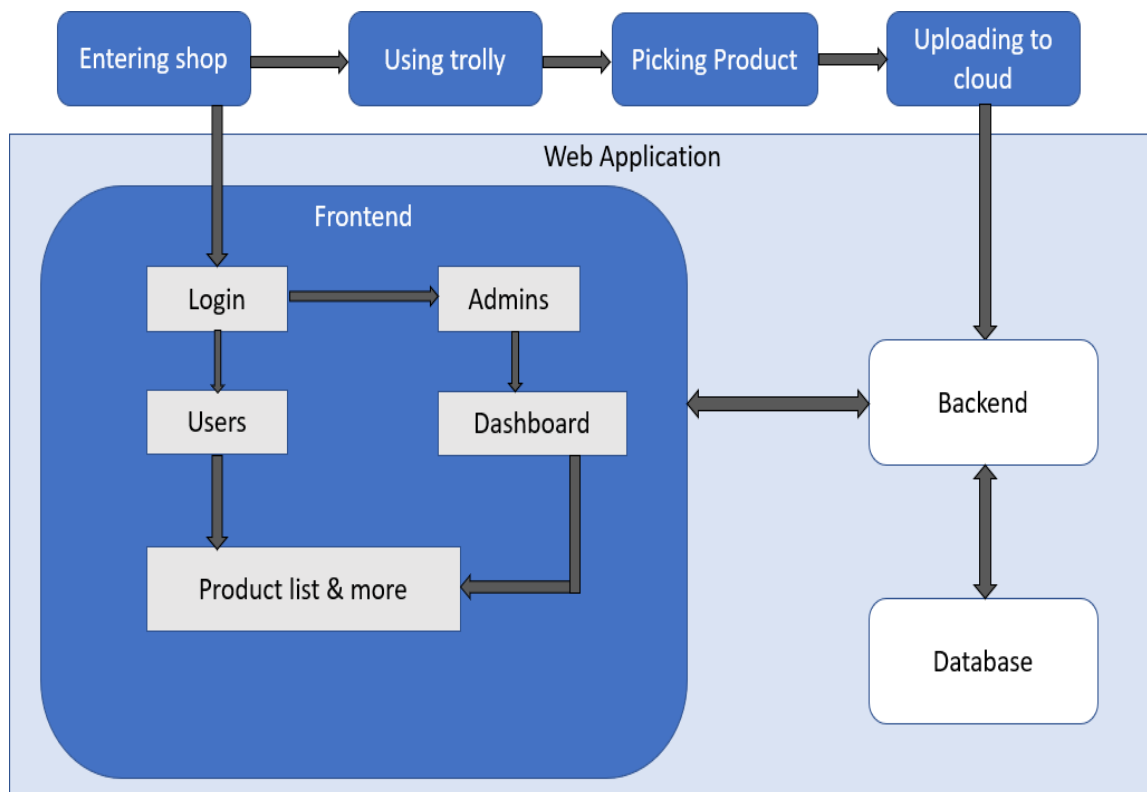 Entering shop
Using trolly
Picking Product
Uploading to
cloud
Web Application
Frontend
Login
Admins
Users
Dashboard
Product list & more
Backend
Database